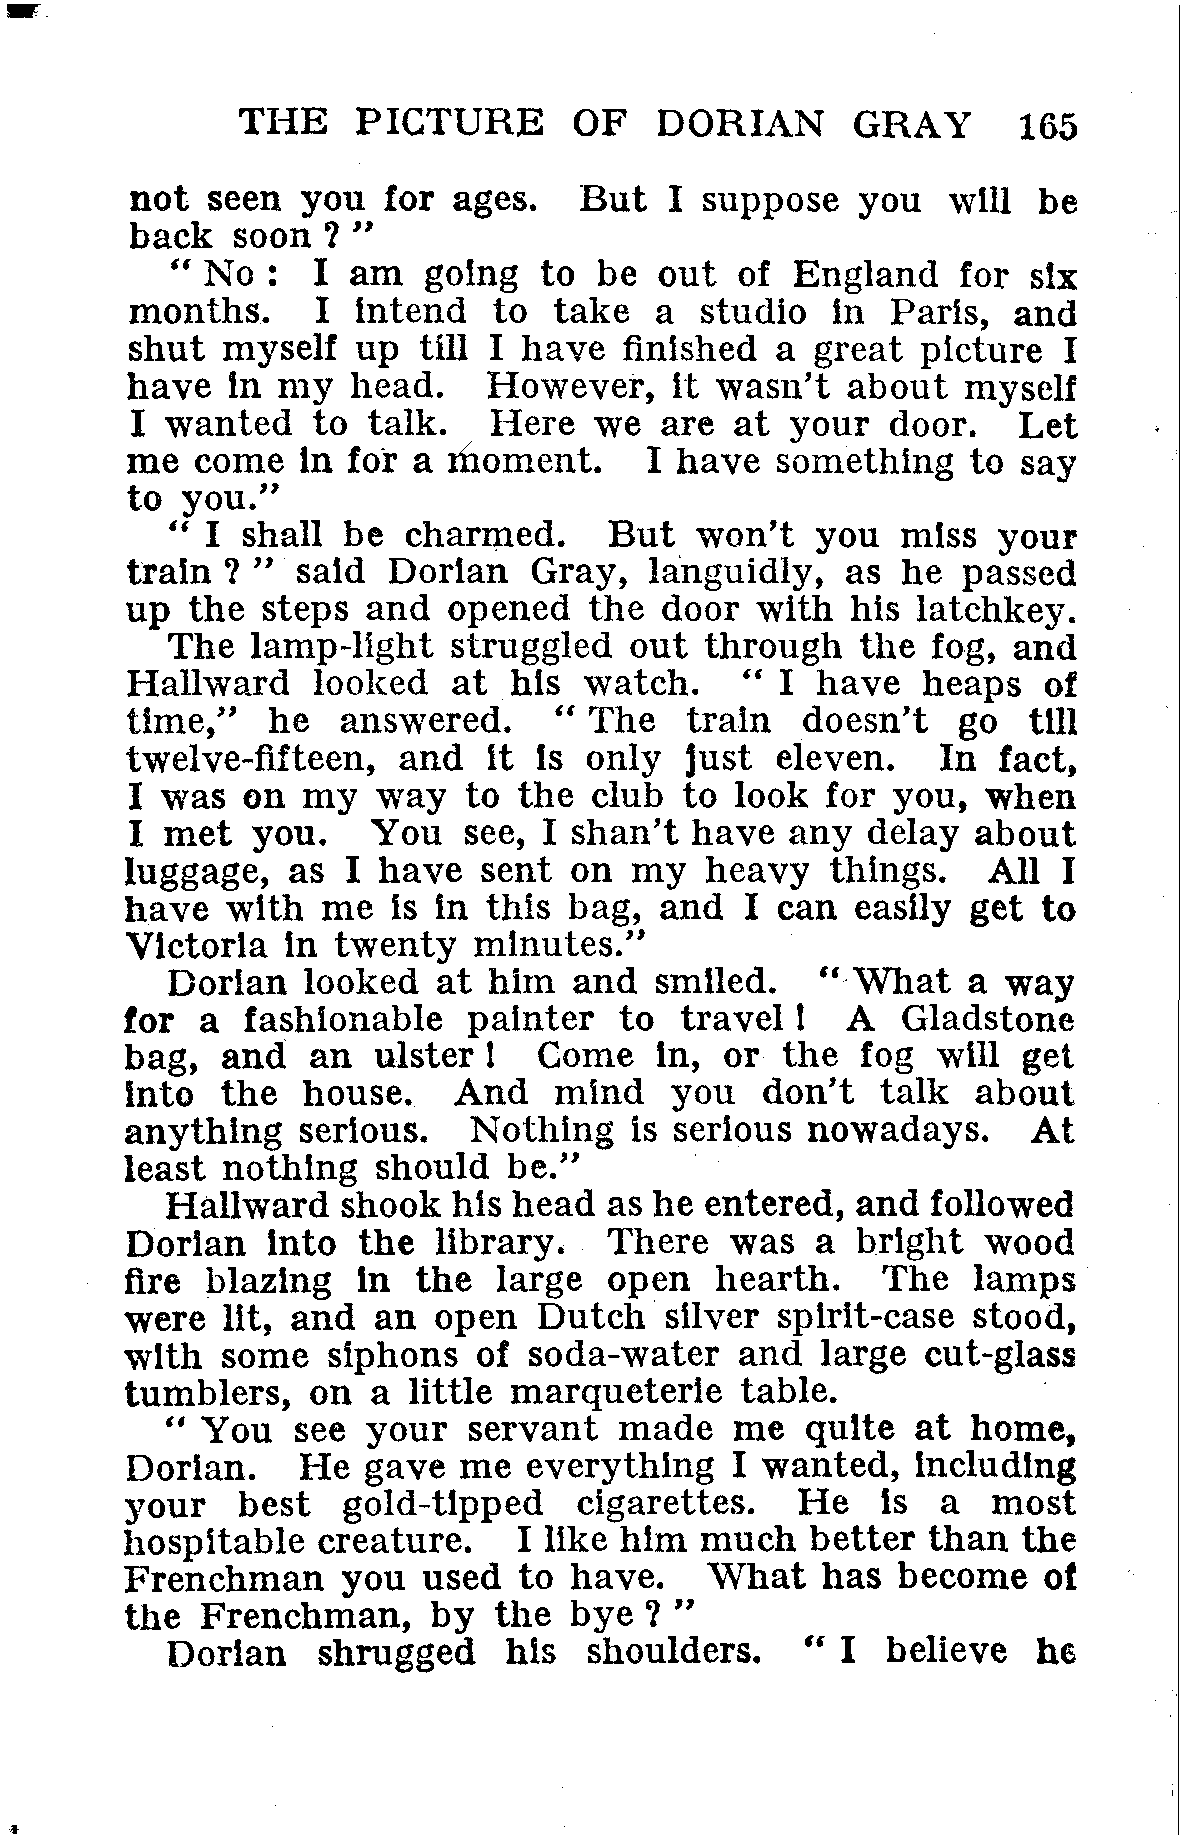 THE PICTURE OF DORIAN GRAY 165
not seen you for ages. But I suppose you will be
back soon ? ”
“ No : I am going to be out of England for six
months. I intend to take a studio in Paris, and
shut myself up till I have finished a great picture I
have in my head. However, it wasn’t about myself
I wanted to talk. Here we are at your door. Let
me come in for a moment. I have something to say
to you.”
“ I shall be charmed. But won’t you miss your
train ? ” said Dorian Gray, languidly, as he passed
up the steps and opened the door with his latchkey.
The lamp-light struggled out through the fog, and
Hallward looked at his watch. “ I have heaps of
time,” he answered. “ The train doesn’t go till
twelve-fifteen, and it is only just eleven. In fact,
I was on my way to the club to look for you, when
I met you. You see, I shan’t have any delay about
luggage, as I have sent on my heavy things. All I
have with me is in this bag, and I can easily get to
Victoria in twenty minutes.”
Dorian looked at him and smiled. “ What a way
for a fashionable painter to travel ! A Gladstone
bag, and an ulster ! Come in, or the fog will get
into the house. And mind you don’t talk about
anything serious. Nothing is serious nowadays. At
least nothing should be.”
Hallward shook his head as he entered, and followed
Dorian into the library. There was a bright wood
fire blazing in the large open hearth. The lamps
were lit, and an open Dutch silver spirit-case stood,
with some siphons of soda-water and large cut-glass
tumblers, on a little marqueterie table.
“ You see your servant made me quite at home,
Dorian. He gave me everything I wanted, including
your best gold-tipped cigarettes. He is a most
hospitable creature. I like him much better than the
Frenchman you used to have. What has become of
the Frenchman, by the bye ? ”
Dorian shrugged his shoulders. “ I believe he